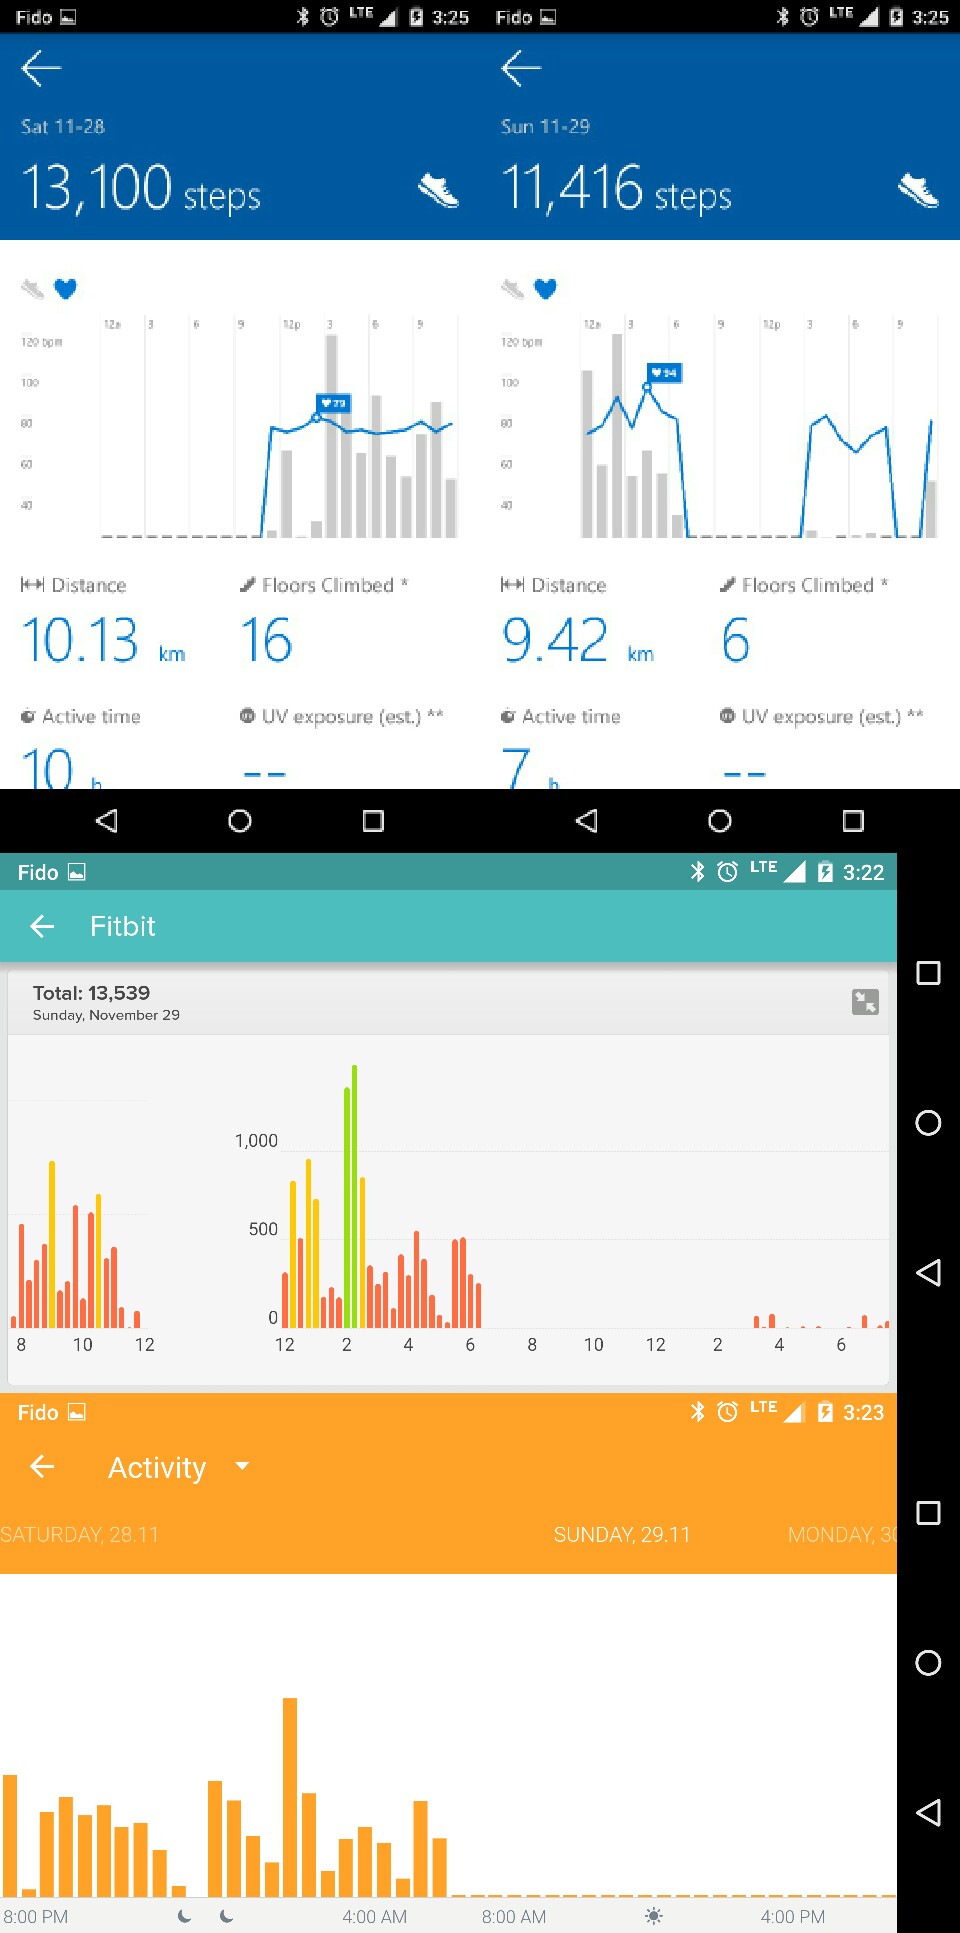 Fido LTE 3:25
Sat 11-28
13,100 steps
12a 3 6 9 12p 3 6 9
120 bpm
100
80
60
40
79
Distance
10.13 km
Floors Climbed *
16
Active time
10 h
UV exposure (est.) **
--
Fido LTE 3:25
Sun 11-29
11,416 steps
12a 3 6 9 12p 3 6 9
120 bpm
100
80
60
40
94
Distance
9.42 km
Floors Climbed *
6
Active time
7 h
UV exposure (est.) **
--
Fido LTE 3:22
Fitbit
Total: 13,539
Sunday, November 29
1,000
500
0
8 10 12 12 2 4 6 8 10 12 2 4 6
Fido LTE 3:23
Activity
SATURDAY, 28.11 SUNDAY, 29.11 MONDAY, 30
8:00 PM 4:00 AM 8:00 AM 4:00 PM